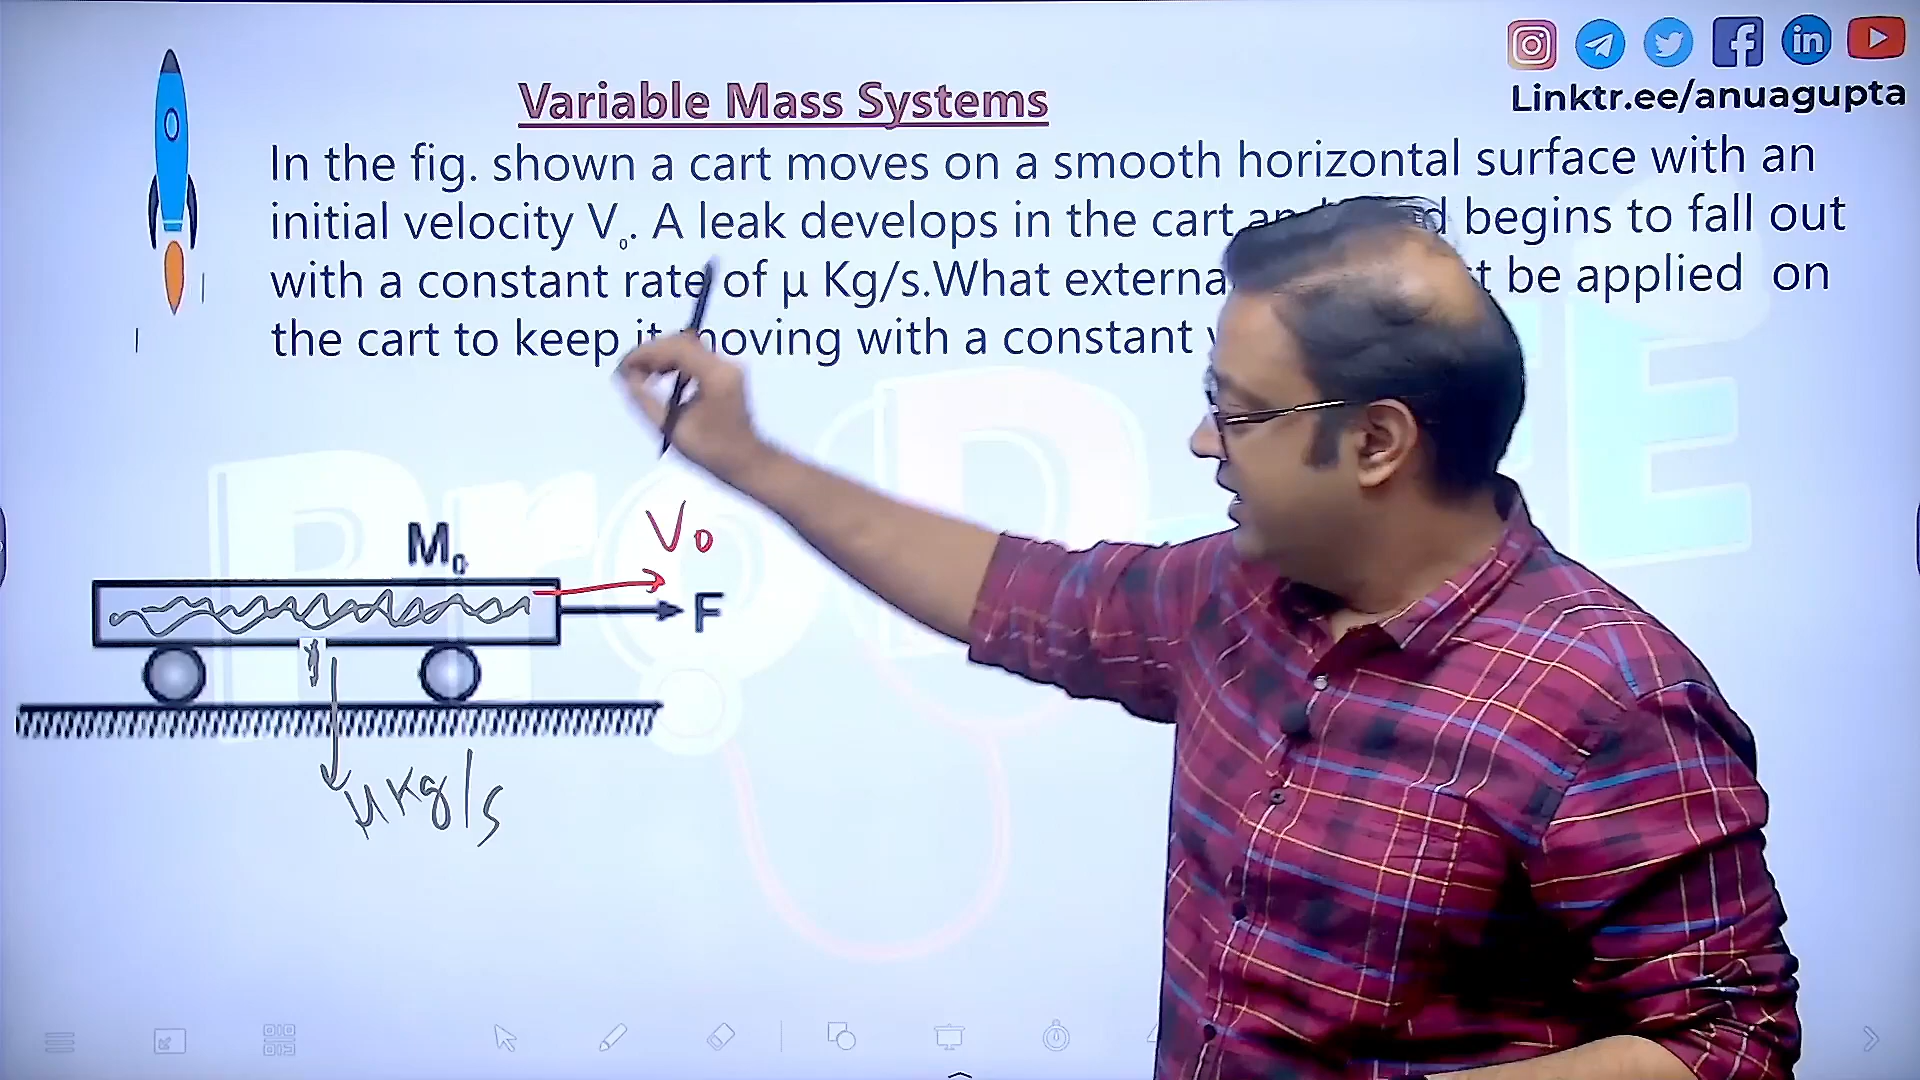 Linktr.ee/anuagupta
Variable Mass Systems
In the fig. shown a cart moves on a smooth horizontal surface with an
initial velocity V₀. A leak develops in the cart begins to fall out
with a constant rate of μ Kg/s.What be applied on
the cart to keep it moving with a constant
M₀
V₀
F
μ kg/s